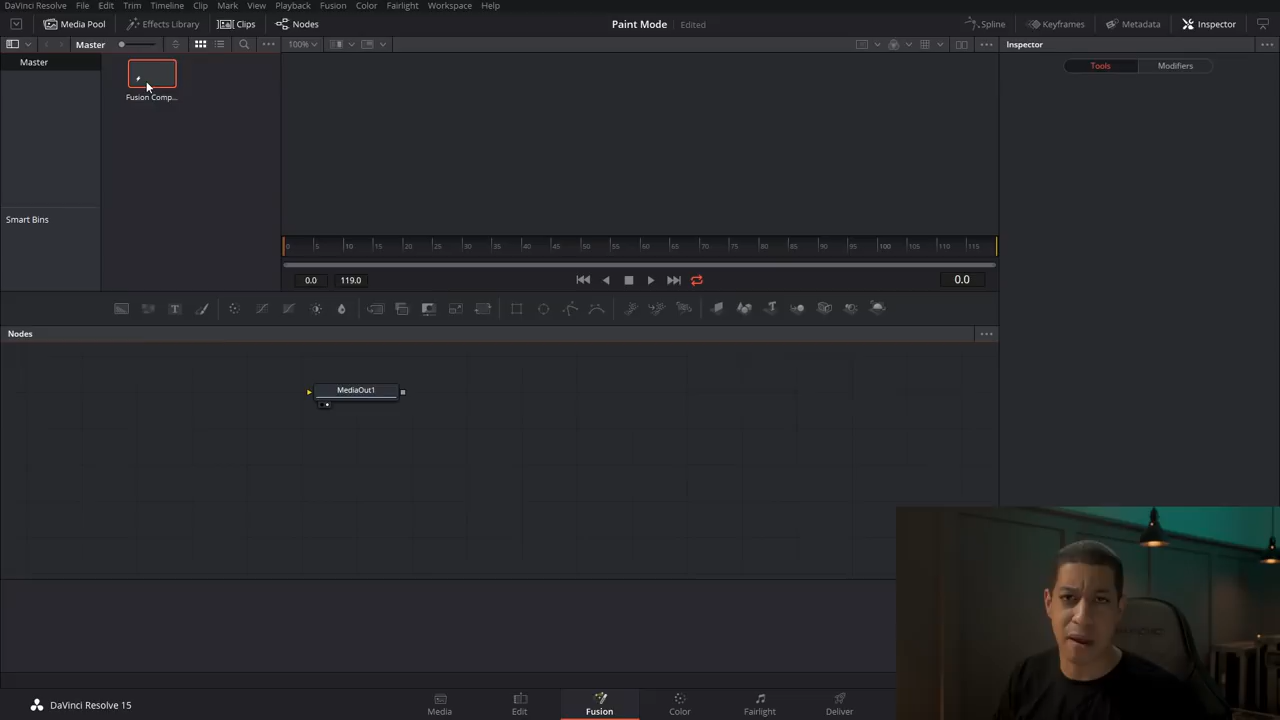 DaVinci Resolve File Edit Trim Timeline Clip Mark View Playback Fusion Color Fairlight Workspace Help
Media Pool Effects Library Clips Nodes Paint Mode Edited Spline Keyframes Metadata Inspector
Master 100% Inspector
Master
Tools Modifiers
Fusion Comp...
Smart Bins
0 5 10 15 20 25 30 35 40 45 50 55 60 65 70 75 80 85 90 95 100 105 110 115
0.0 119.0 0.0
Nodes
MediaOut1
DaVinci Resolve 15
Media Edit Fusion Color Fairlight Deliver